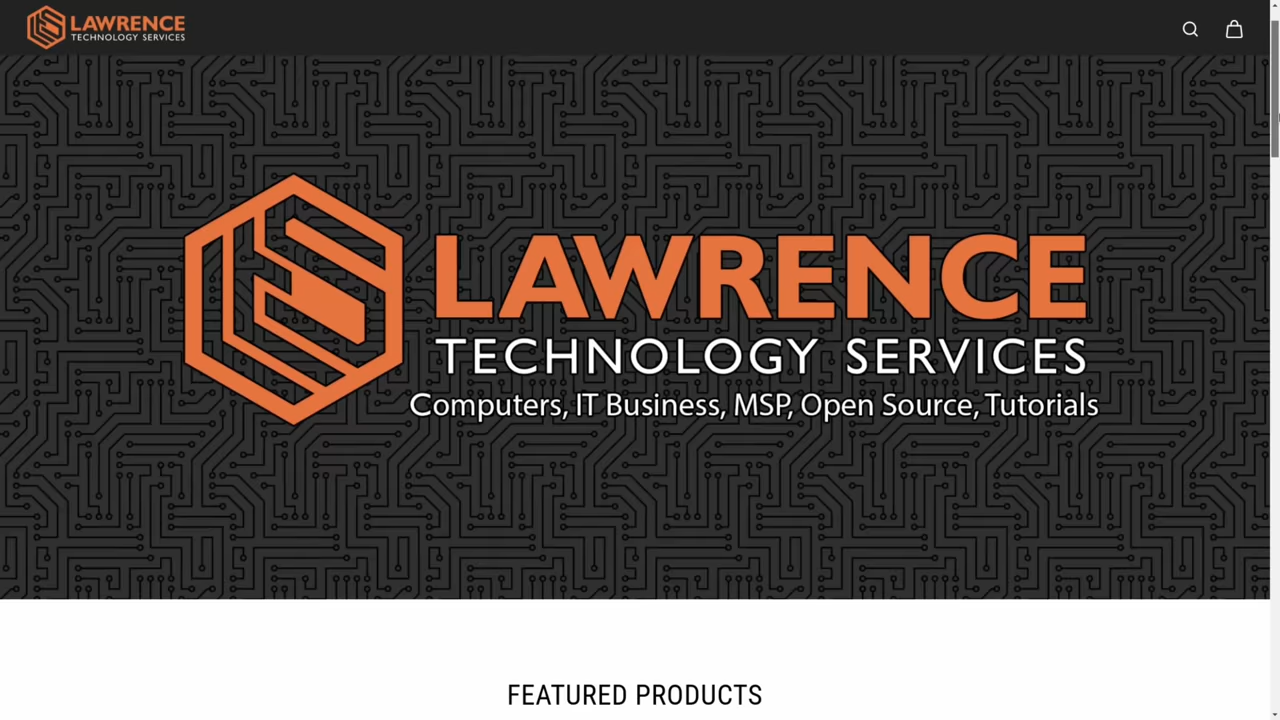 LAWRENCE
TECHNOLOGY SERVICES
LAWRENCE
TECHNOLOGY SERVICES
Computers, IT Business, MSP, Open Source, Tutorials
FEATURED PRODUCTS